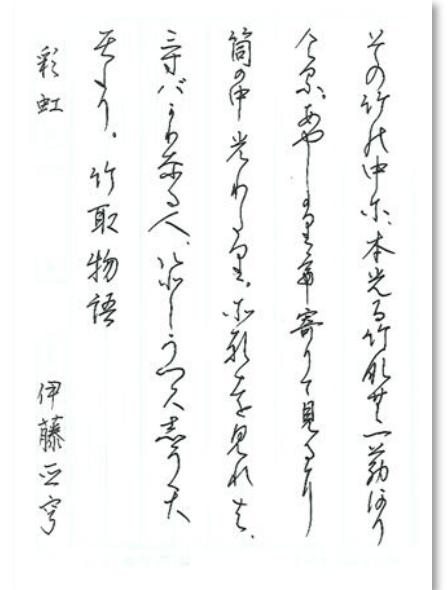 その竹の中に、本光る竹なむ一筋あり
ける。あやしがりて寄りて見るに
筒の中光りたり。それを見れば、
三寸バかりなる人、いとうつくしうて
ゐたり。竹取物語
彩虹 伊藤